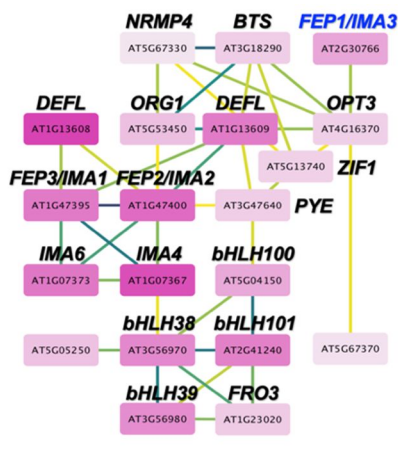 NRMP4 BTS FEP1/IMA3
AT5G67330 AT3G18290 AT2G30766
DEFL ORG1 DEFL OPT3
AT1G13608 AT5G53450 AT1G13609 AT4G16370
AT5G13740 ZIF1
FEP3/IMA1 FEP2/IMA2
AT1G47395 AT1G47400 AT3G47640 PYE
IMA6 IMA4 bHLH100
AT1G07373 AT1G07367 AT5G04150
bHLH38 bHLH101
AT5G05250 AT3G56970 AT2G41240 AT5G67370
bHLH39 FRO3
AT3G56980 AT1G23020